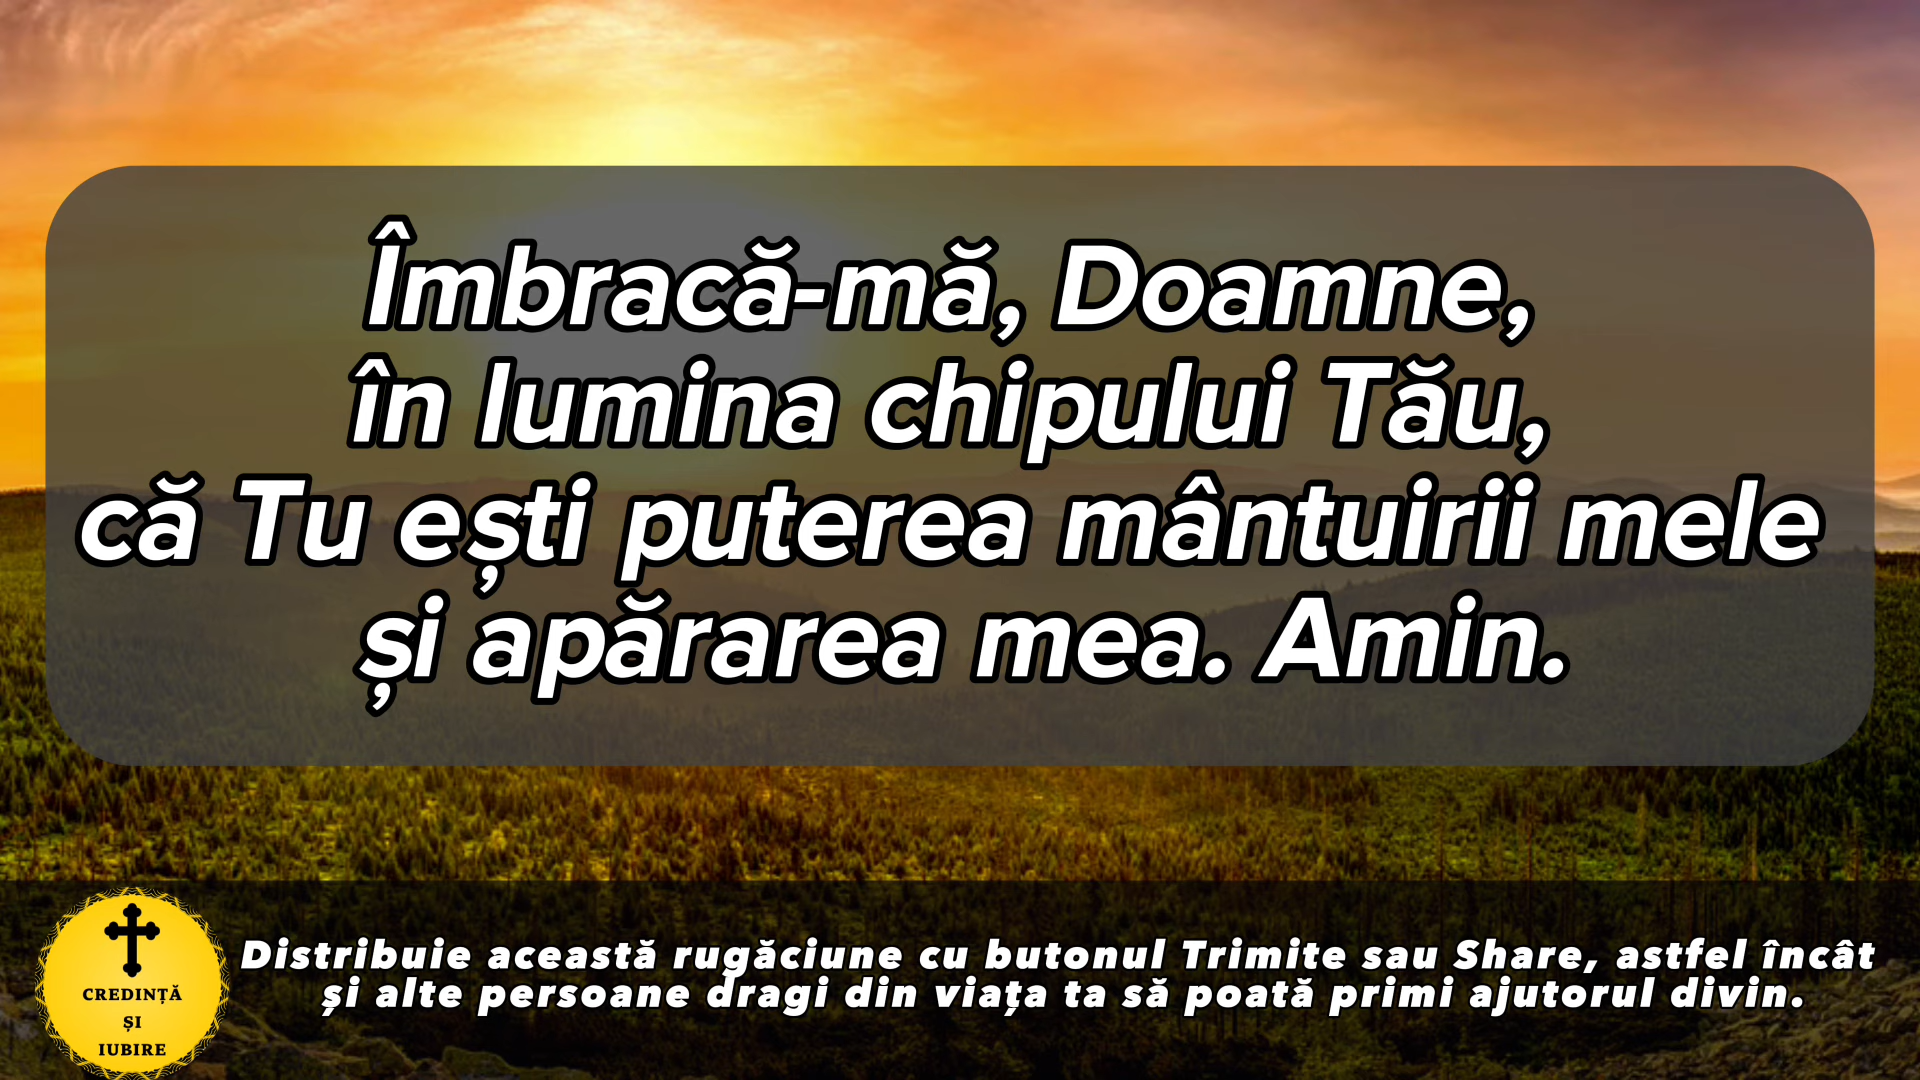 Îmbracă-mă, Doamne,
în lumina chipului Tău,
că Tu ești puterea mântuirii mele
și apărarea mea. Amin.
Distribuie această rugăciune cu butonul Trimite sau Share, astfel încât
și alte persoane dragi din viața ta să poată primi ajutorul divin.
CREDINȚĂ
ȘI
IUBIRE